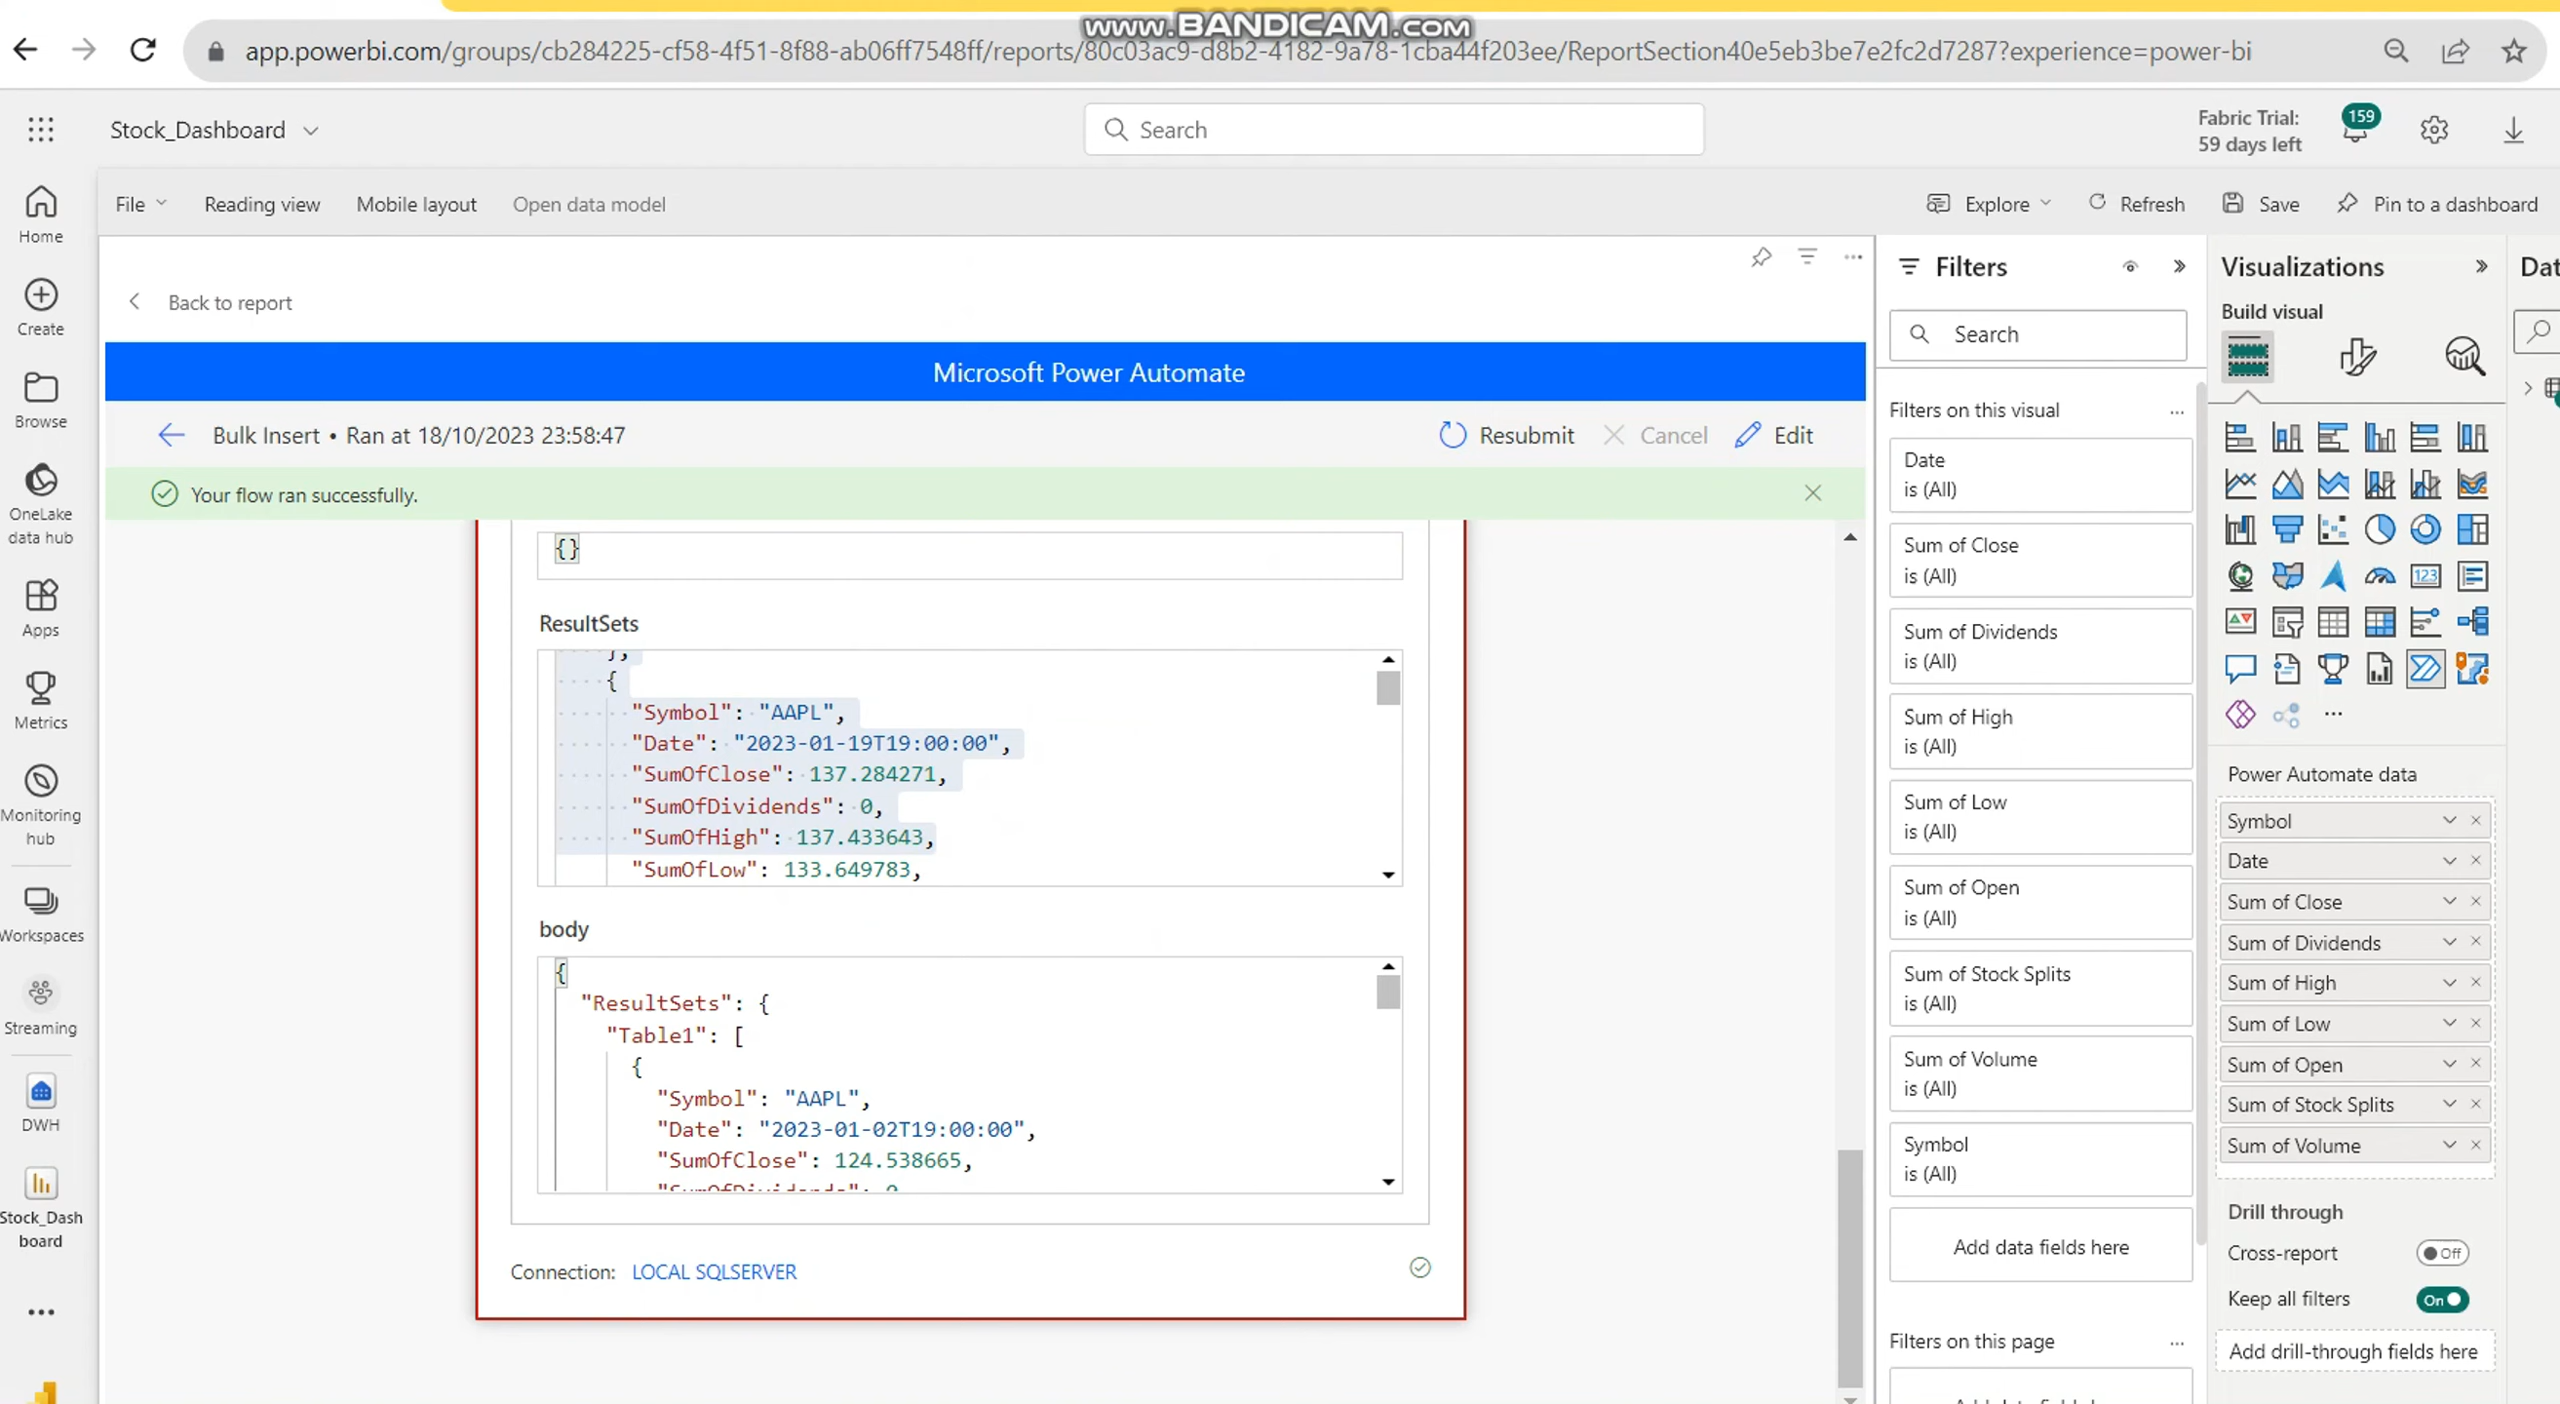 www.BANDICAM.com
app.powerbi.com/groups/cb284225-cf58-4f51-8f88-ab06ff7548ff/reports/80c03ac9-d8b2-4182-9a78-1cba44f203ee/ReportSection40e5eb3be7e2fc2d7287?experience=power-bi
Stock_Dashboard
Search
Fabric Trial:
59 days left
159
File
Reading view
Mobile layout
Open data model
Explore
Refresh
Save
Pin to a dashboard
Home
Create
Browse
OneLake
data hub
Apps
Metrics
Monitoring
hub
Workspaces
Streaming
DWH
Stock_Dash
board
Back to report
Microsoft Power Automate
Bulk Insert • Ran at 18/10/2023 23:58:47
Resubmit
Cancel
Edit
Your flow ran successfully.
{}
ResultSets
},
{
"Symbol": "AAPL",
"Date": "2023-01-19T19:00:00",
"SumOfClose": 137.284271,
"SumOfDividends": 0,
"SumOfHigh": 137.433643,
"SumOfLow": 133.649783,
body
{
"ResultSets": {
"Table1": [
{
"Symbol": "AAPL",
"Date": "2023-01-02T19:00:00",
"SumOfClose": 124.538665,
"SumOfDividends": 0
Connection: LOCAL SQLSERVER
Filters
Search
Filters on this visual
Date
is (All)
Sum of Close
is (All)
Sum of Dividends
is (All)
Sum of High
is (All)
Sum of Low
is (All)
Sum of Open
is (All)
Sum of Stock Splits
is (All)
Sum of Volume
is (All)
Symbol
is (All)
Add data fields here
Filters on this page
Visualizations
Build visual
123
Power Automate data
Symbol
Date
Sum of Close
Sum of Dividends
Sum of High
Sum of Low
Sum of Open
Sum of Stock Splits
Sum of Volume
Drill through
Cross-report
Off
Keep all filters
On
Add drill-through fields here
Dat